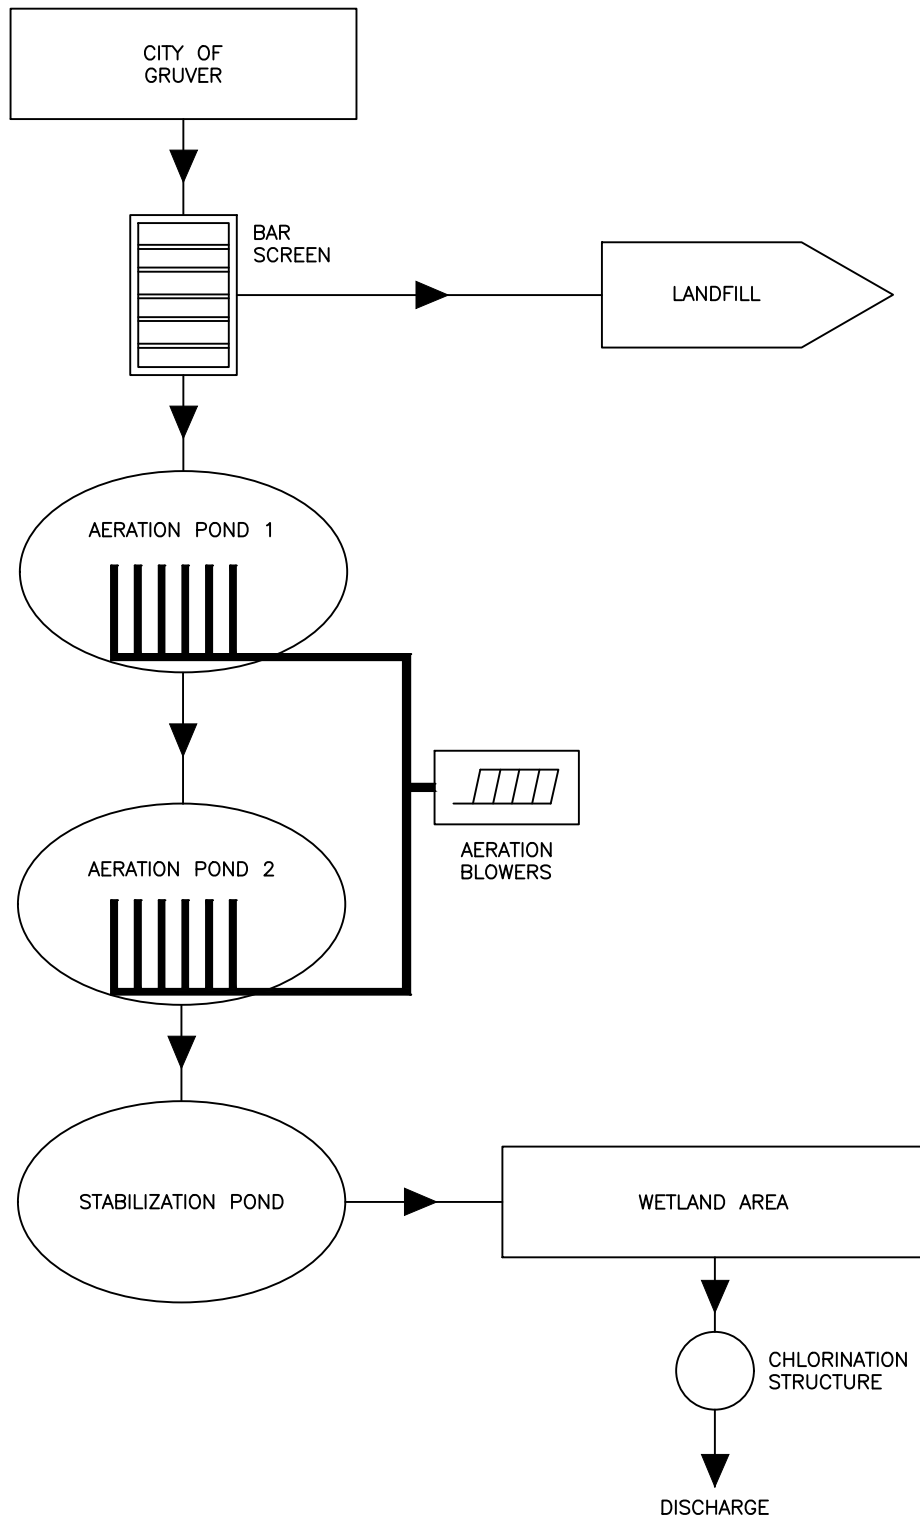 CITY OF
GRUVER
BAR
SCREEN
LANDFILL
AERATION POND 1
AERATION POND 2
AERATION
BLOWERS
STABILIZATION POND
WETLAND AREA
CHLORINATION
STRUCTURE
DISCHARGE